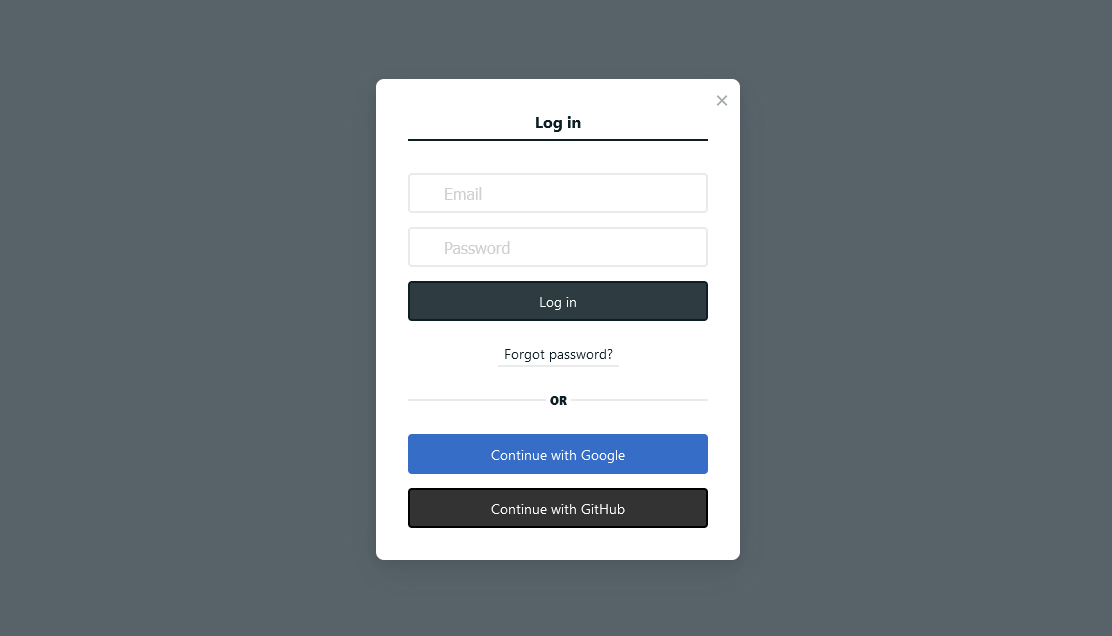 Log in
Email
Password
Log in
Forgot password?
OR
Continue with Google
Continue with GitHub